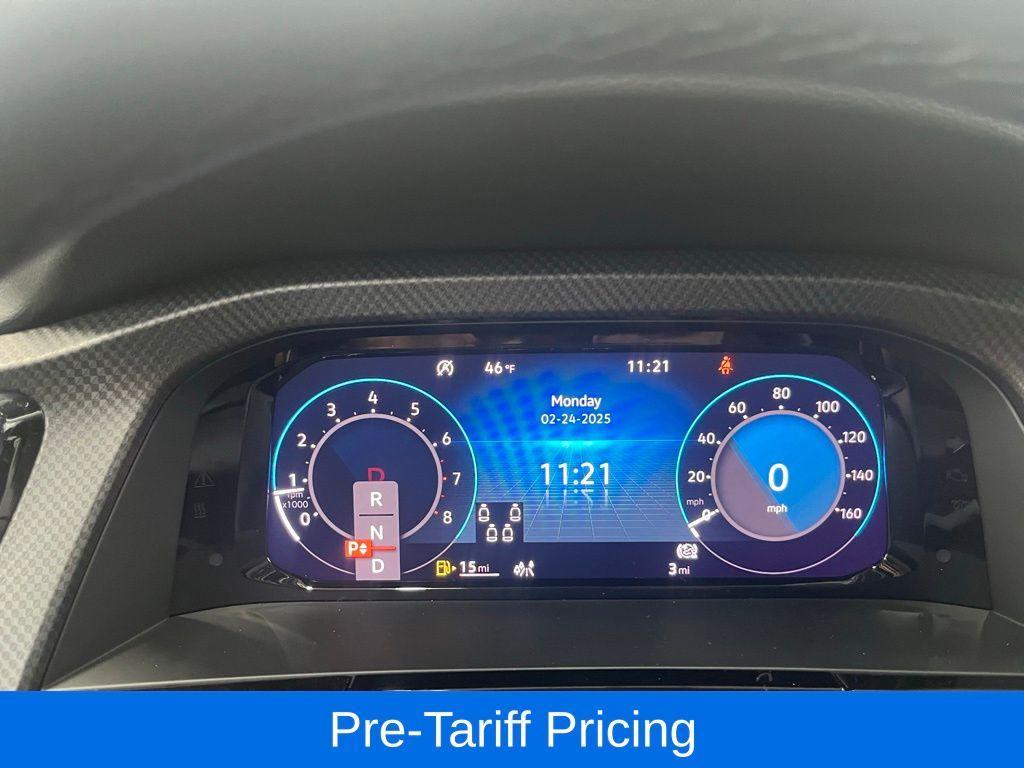 46°F 11:21
Monday
02-24-2025
11:21
0 1 2 3 4 5 6 7 8
rpm
x1000
D
R
N
P
D
0 20 40 60 80 100 120 140 160
mph
0
mph
15 mi
3 mi
Pre-Tariff Pricing